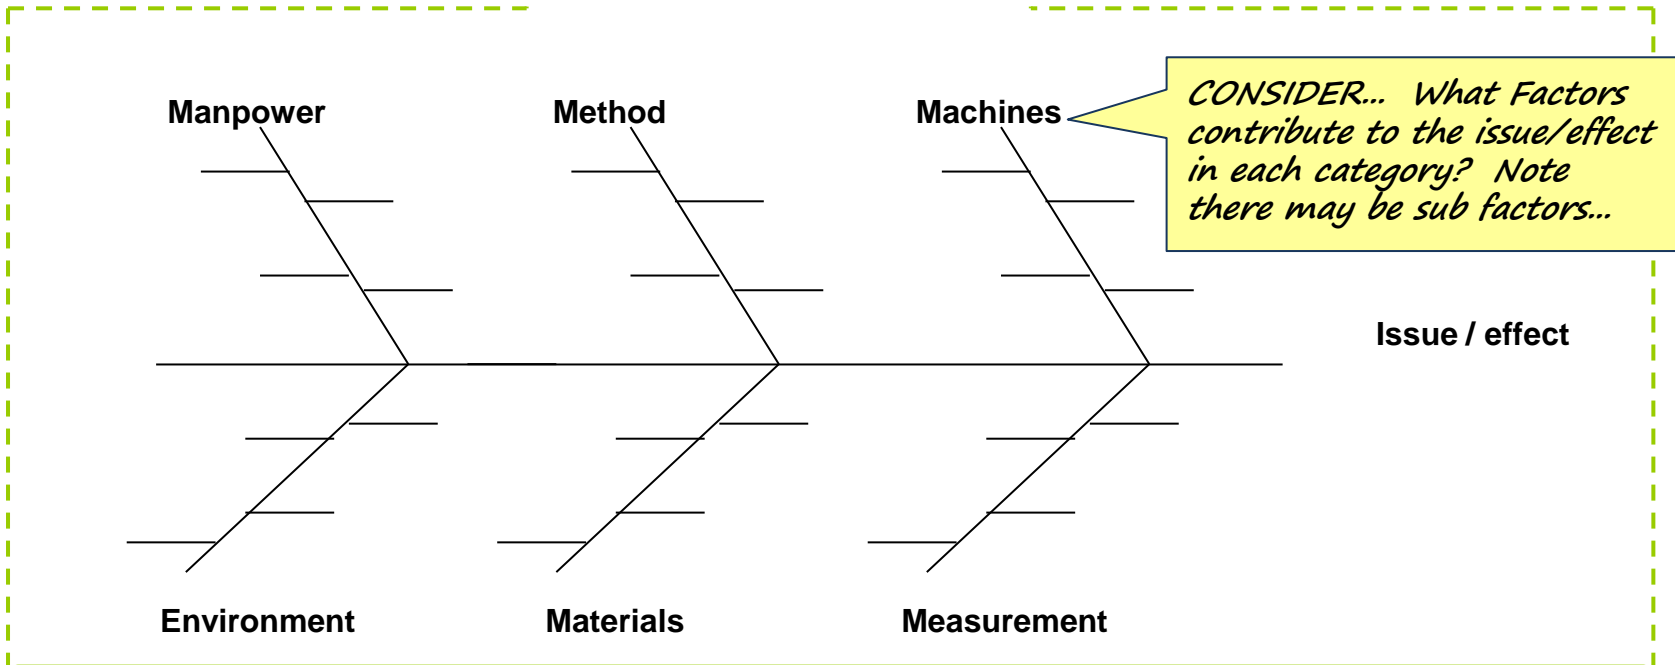 Manpower
Method
Machines
CONSIDER... What Factors
contribute to the issue/effect
in each category? Note
there may be sub factors...
Issue / effect
Environment
Materials
Measurement